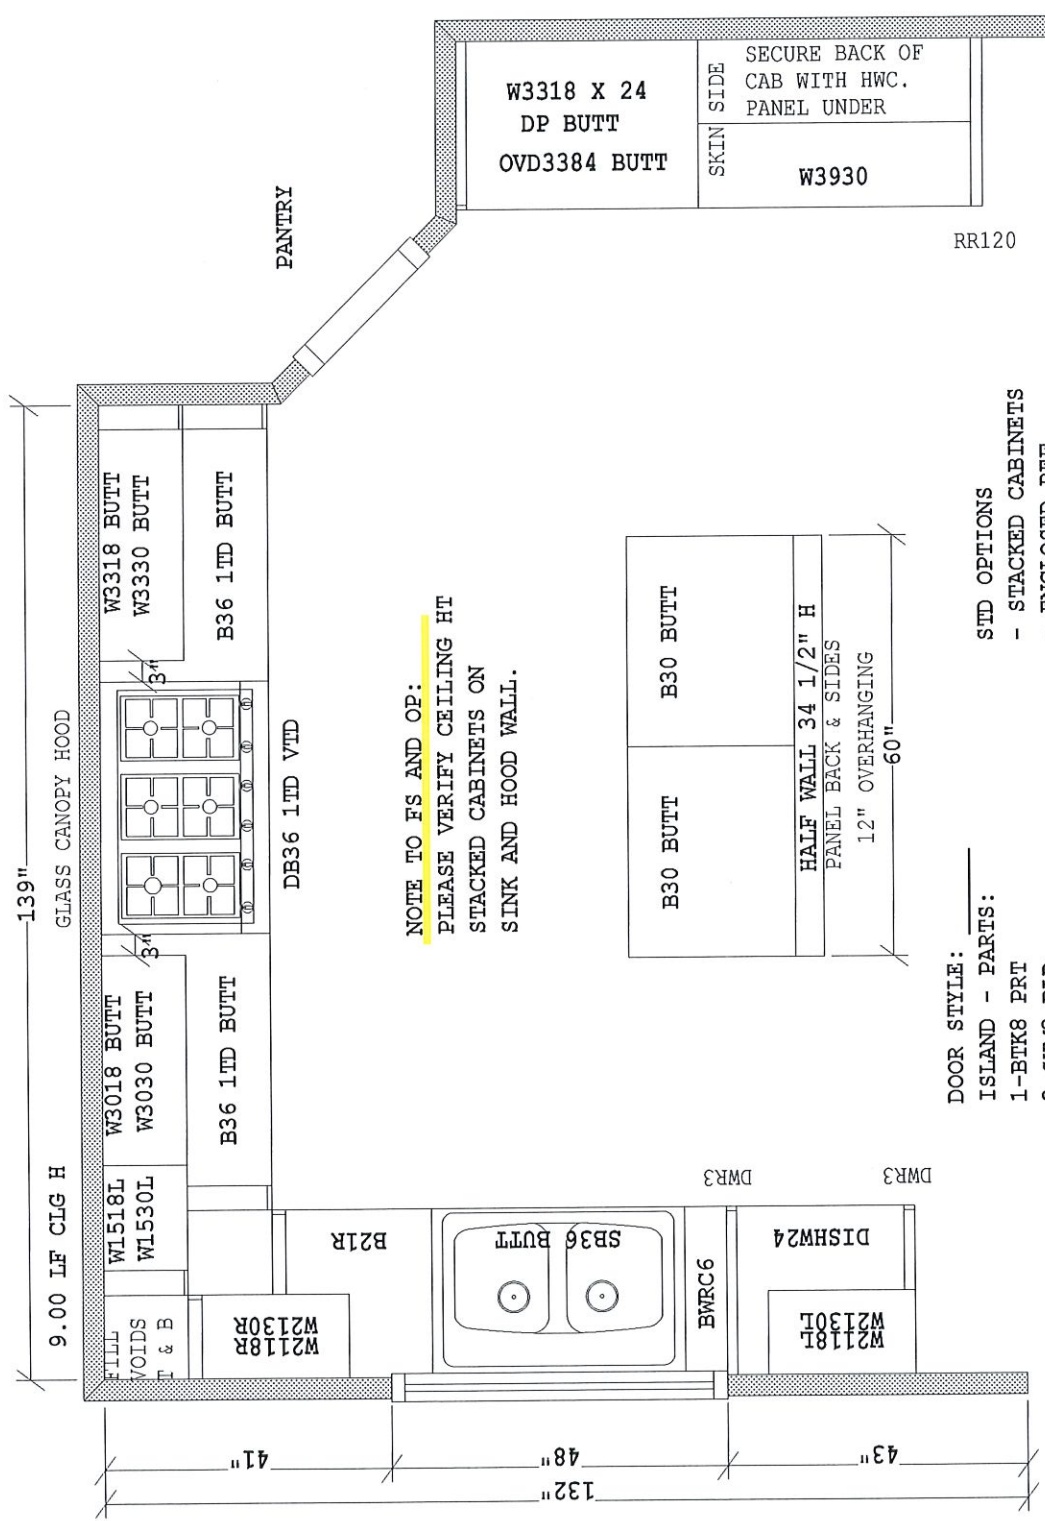 W3318 X 24
DP BUTT
OVD3384 BUTT
SKIN SIDE
SECURE BACK OF
CAB WITH HWC.
PANEL UNDER
W3930
RR120
PANTRY
139"
GLASS CANOPY HOOD
9.00 LF CLG H
W3318 BUTT
W3330 BUTT
B36 1TD BUTT
3"
DB36 1TD VTD
3"
W3018 BUTT
W3030 BUTT
B36 1TD BUTT
W1518L
W1530L
FILL
VOIDS
T & B
NOTE TO FS AND OP:
PLEASE VERIFY CEILING HT
STACKED CABINETS ON
SINK AND HOOD WALL.
B30 BUTT
B30 BUTT
HALF WALL 34 1/2" H
PANEL BACK & SIDES
12" OVERHANGING
60"
STD OPTIONS
- STACKED CABINETS
DOOR STYLE:
ISLAND - PARTS:
1-BTK8 PRT
W2118R
W2130R
B21R
SB36
BUTT
BWRC6
DWR3
DISHW24
DWR3
W2118L
W2130L
41"
48"
43"
132"